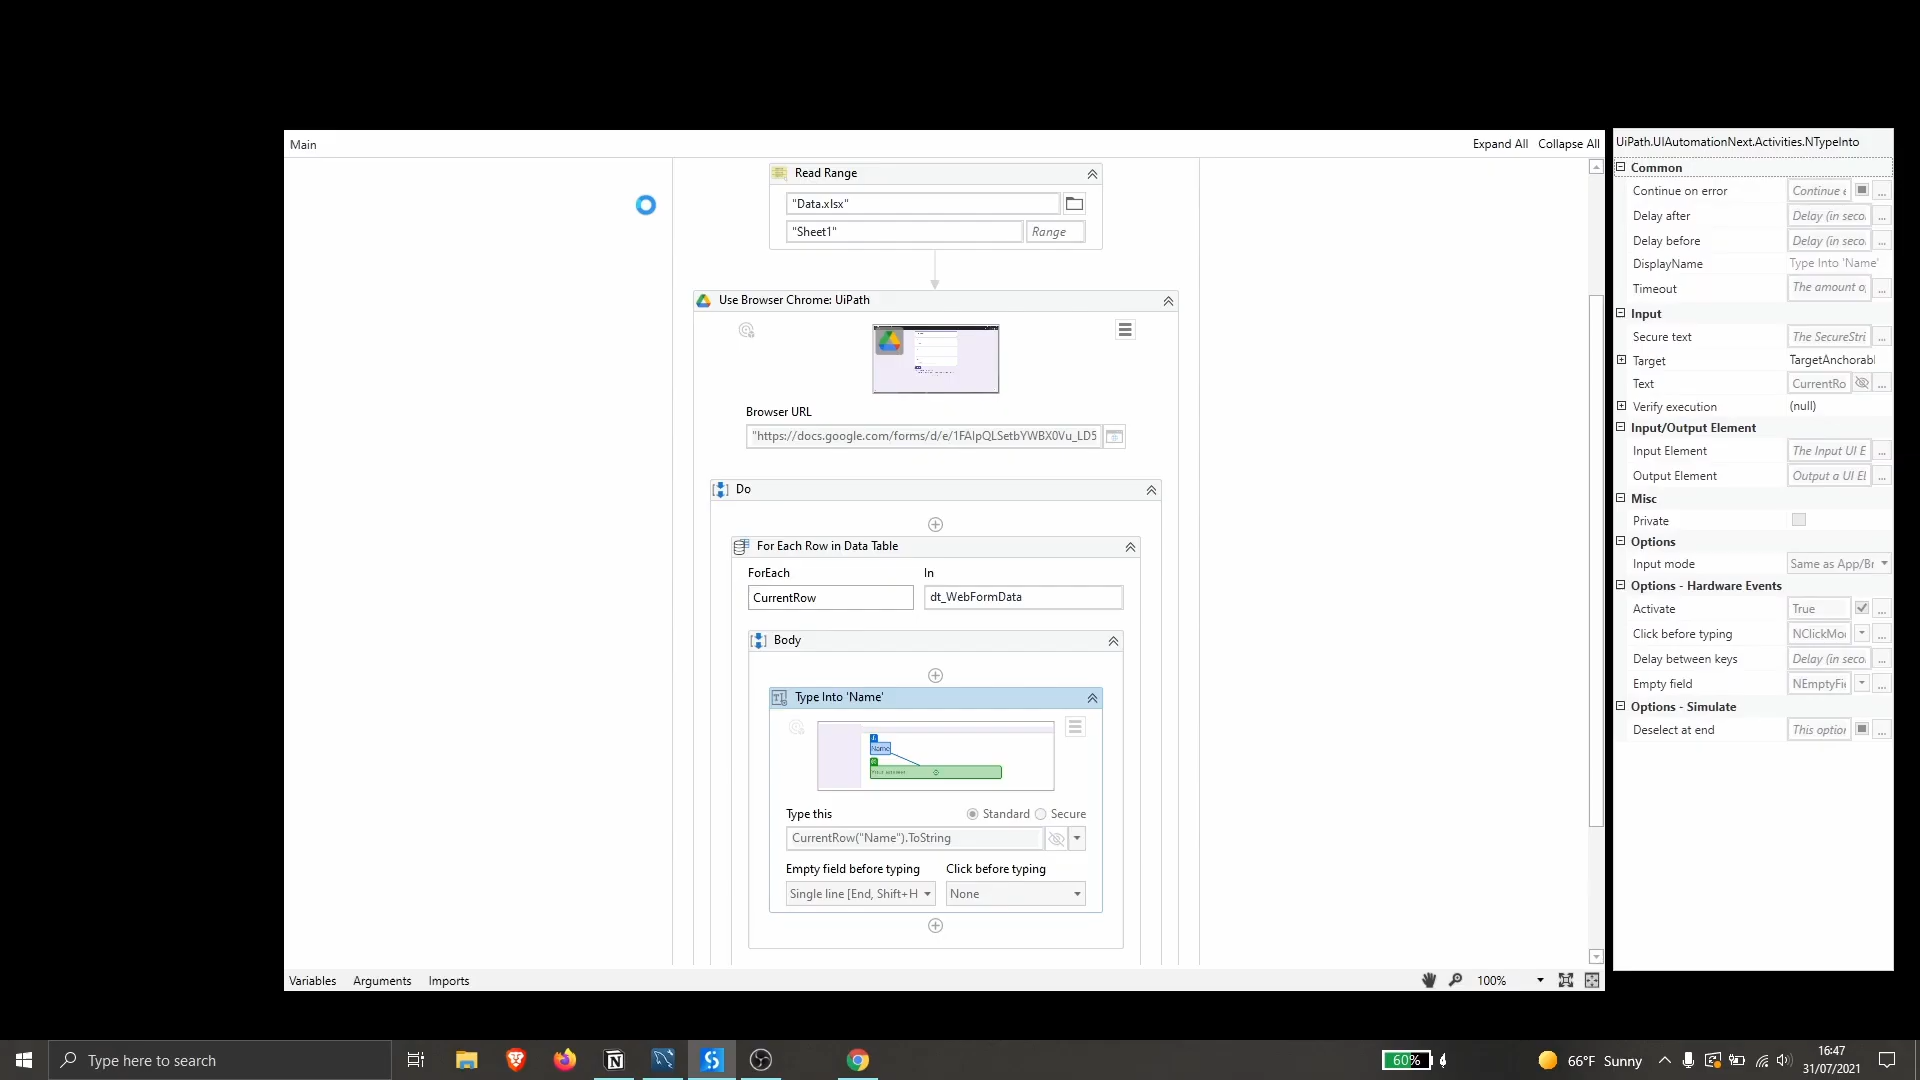 Main
Expand All
Collapse All
Read Range
"Data.xlsx"
"Sheet1"
Range
Use Browser Chrome: UiPath
Browser URL
"https://docs.google.com/forms/d/e/1FAIpQLSetbYWBX0Vu_LD5
Do
For Each Row in Data Table
ForEach
In
CurrentRow
dt_WebFormData
Body
Type Into 'Name'
Name
Type this
Standard
Secure
CurrentRow("Name").ToString
Empty field before typing
Click before typing
Single line [End, Shift+H
None
Variables
Arguments
Imports
100%
UiPath.UIAutomationNext.Activities.NTypeInto
Common
Continue on error
Continue e
...
Delay after
Delay (in seco
...
Delay before
Delay (in seco
...
DisplayName
Type Into 'Name'
Timeout
The amount o
...
Input
Secure text
The SecureStri
...
Target
TargetAnchorabl
Text
CurrentRo
...
Verify execution
(null)
Input/Output Element
Input Element
The Input UI E
...
Output Element
Output a UI El
...
Misc
Private
Options
Input mode
Same as App/Br
Options - Hardware Events
Activate
True
...
Click before typing
NClickMo
...
Delay between keys
Delay (in seco
...
Empty field
NEmptyFi
...
Options - Simulate
Deselect at end
This option
...
Type here to search
60%
66°F Sunny
16:47
31/07/2021